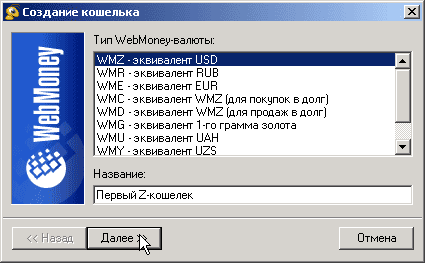 Создание кошелька
WebMoney
Тип WebMoney-валюты:
WMZ - эквивалент USD
WMR - эквивалент RUB
WME - эквивалент EUR
WMC - эквивалент WMZ (для покупок в долг)
WMD - эквивалент WMZ (для продаж в долг)
WMG - эквивалент 1-го грамма золота
WMU - эквивалент UAH
WMY - эквивалент UZS
Название:
Первый Z-кошелек
<< Назад
Далее >>
Отмена